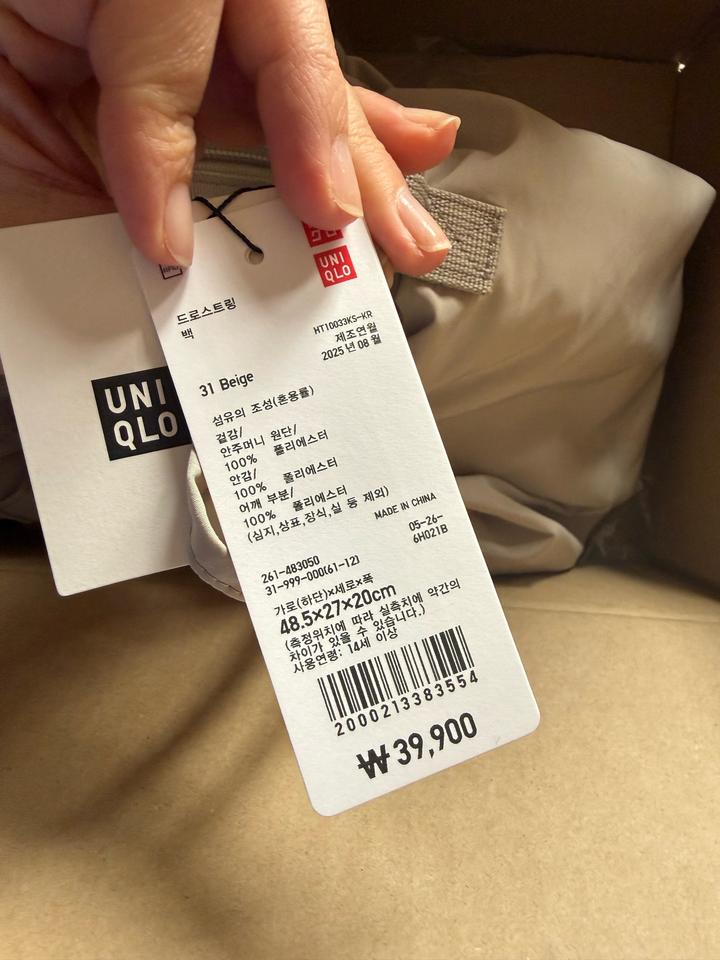 UNI
QLO
UNI
QLO
드로스트링
백
HT10033KS-KR
제조연월
2025년 08월
31 Beige
섬유의 조성(혼용률)
겉감/
안주머니 원단/
100% 폴리에스터
안감/
100% 폴리에스터
어깨 부분/
100% 폴리에스터
(심지,상표,장식,실 등 제외)
MADE IN CHINA
05-26-
6H021B
261-483050
31-999-000(61-12)
가로(하단)×세로×폭
48.5×27×20cm
(측정위치에 따라 실측치에 약간의
차이가 있을 수 있습니다.)
사용연령: 14세 이상
2000213383554
₩39,900